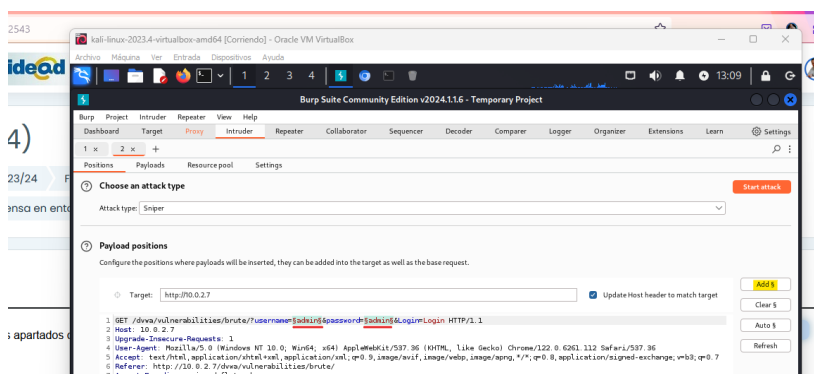 2543
kali-linux-2023.4-virtualbox-amd64 [Corriendo] - Oracle VM VirtualBox
Archivo Máquina Ver Entrada Dispositivos Ayuda
idead
1 2 3 4
13:09
Burp Suite Community Edition v2024.1.1.6 - Temporary Project
Burp Project Intruder Repeater View Help
Dashboard Target Proxy Intruder Repeater Collaborator Sequencer Decoder Comparer Logger Organizer Extensions Learn Settings
4)
1 × 2 × +
Positions Payloads Resource pool Settings
23/24 F
Choose an attack type
Start attack
ensa en ento
Attack type: Sniper
Payload positions
Configure the positions where payloads will be inserted, they can be added into the target as well as the base request.
Add §
Target: http://10.0.2.7
Update Host header to match target
Clear §
1 GET /dvwa/vulnerabilities/brute/?username=§admin§&password=§admin§&Login=Login HTTP/1.1
Auto §
2 Host: 10.0.2.7
s apartados
3 Upgrade-Insecure-Requests: 1
4 User-Agent: Mozilla/5.0 (Windows NT 10.0; Win64; x64) AppleWebKit/537.36 (KHTML, like Gecko) Chrome/122.0.6261.112 Safari/537.36
Refresh
5 Accept: text/html,application/xhtml+xml,application/xml;q=0.9,image/avif,image/webp,image/apng,*/*;q=0.8,application/signed-exchange;v=b3;q=0.7
6 Referer: http://10.0.2.7/dvwa/vulnerabilities/brute/